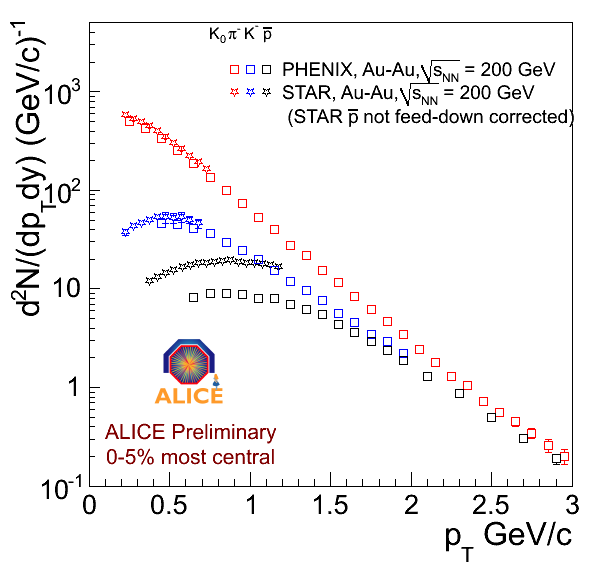 K₀ π⁻ K⁻ p̅
PHENIX, Au-Au, √sNN = 200 GeV
STAR, Au-Au, √sNN = 200 GeV
(STAR p̅ not feed-down corrected)
d²N/(dpTdy) (GeV/c)⁻¹
10³
10²
10
1
10⁻¹
ALICE
ALICE Preliminary
0-5% most central
0 0.5 1 1.5 2 2.5 3
pT GeV/c